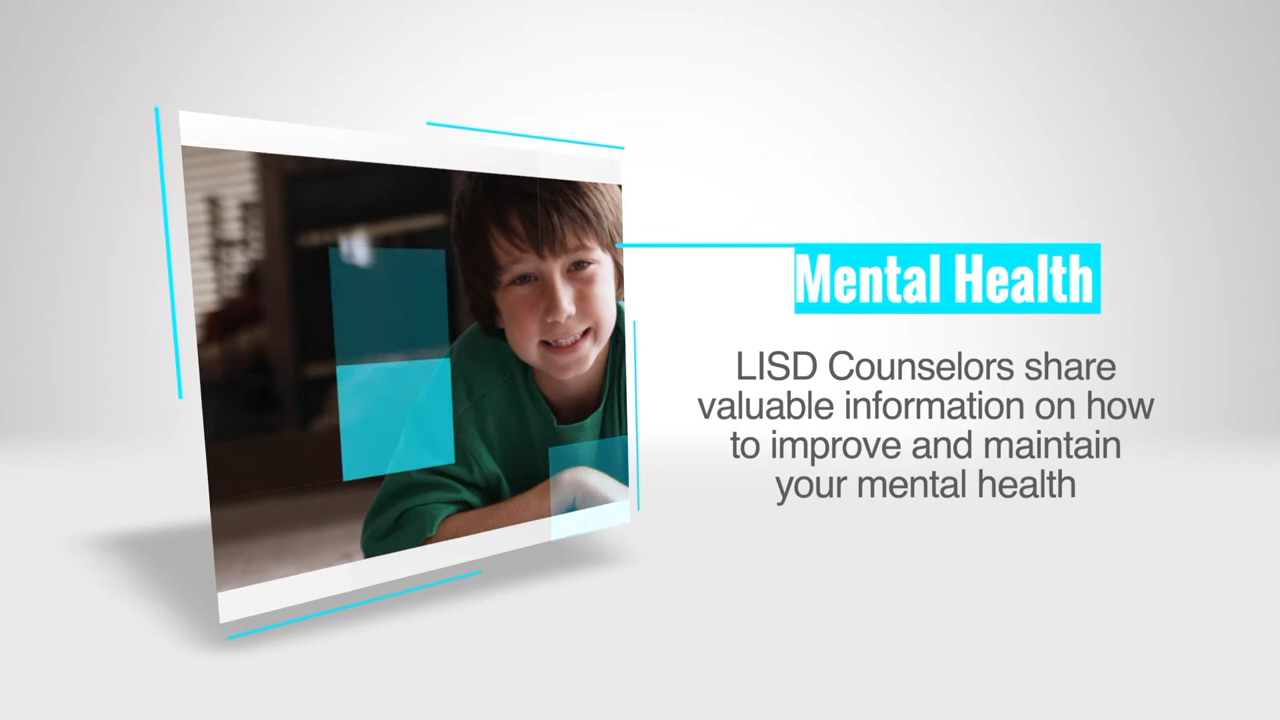 Mental Health
LISD Counselors share
valuable information on how
to improve and maintain
your mental health